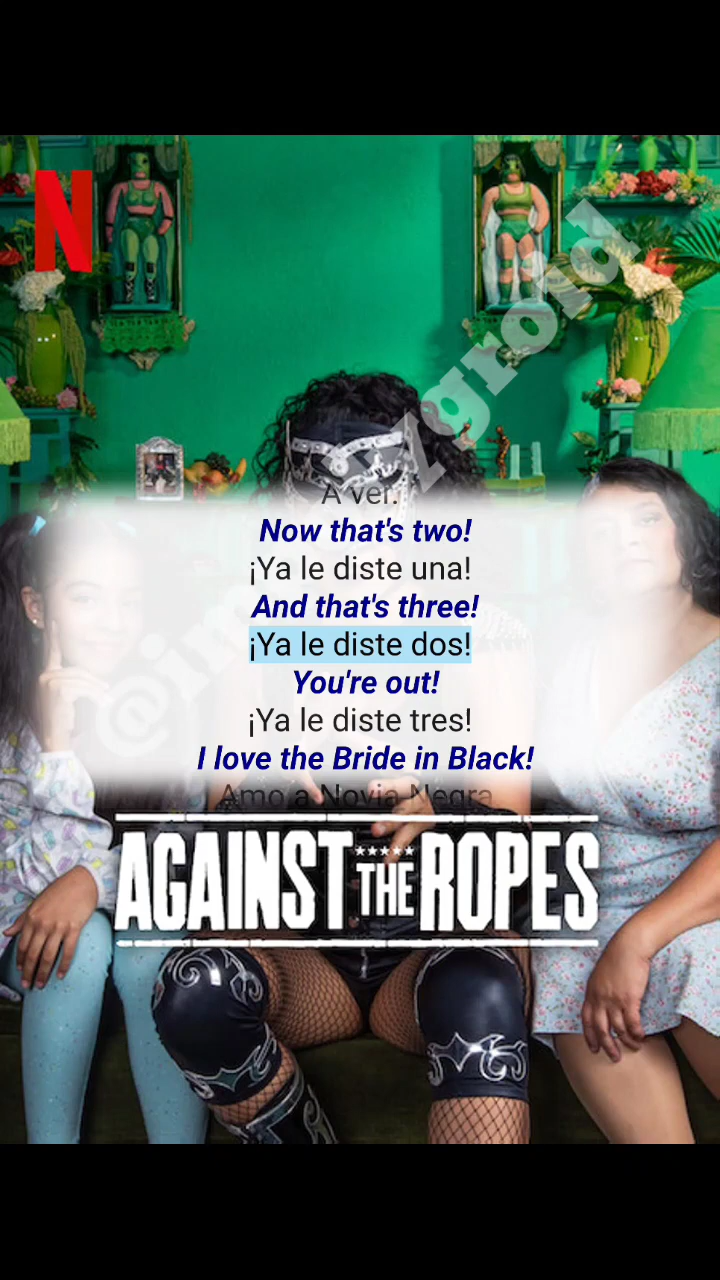 N
A ver.
Now that's two!
¡Ya le diste una!
And that's three!
¡Ya le diste dos!
You're out!
¡Ya le diste tres!
I love the Bride in Black!
Amo a Novia Negra
AGAINST THE ROPES